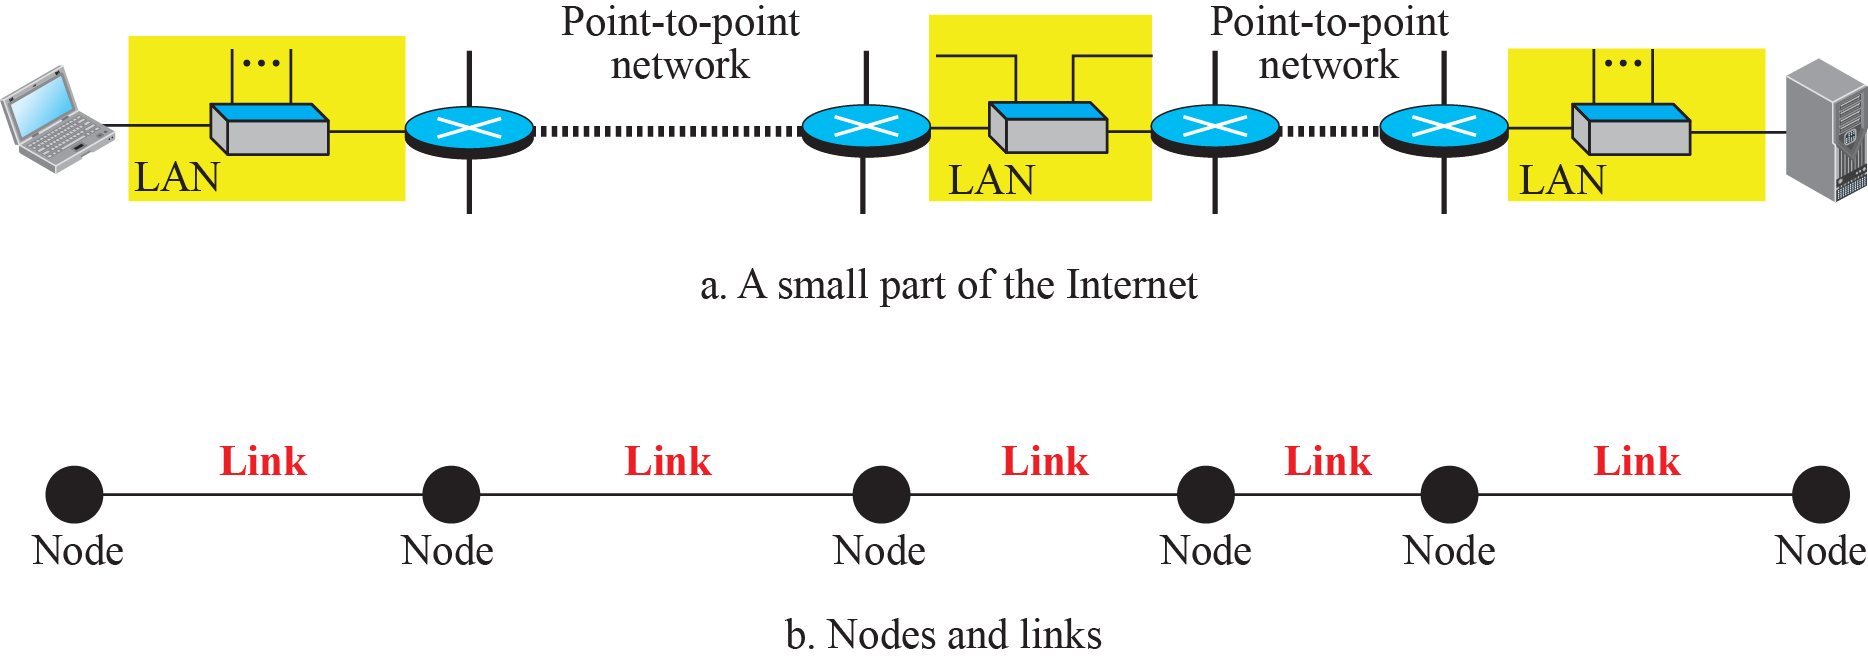 Point-to-point
network
Point-to-point
network
LAN
LAN
LAN
a. A small part of the Internet
Link
Link
Link
Link
Link
Node
Node
Node
Node
Node
Node
b. Nodes and links